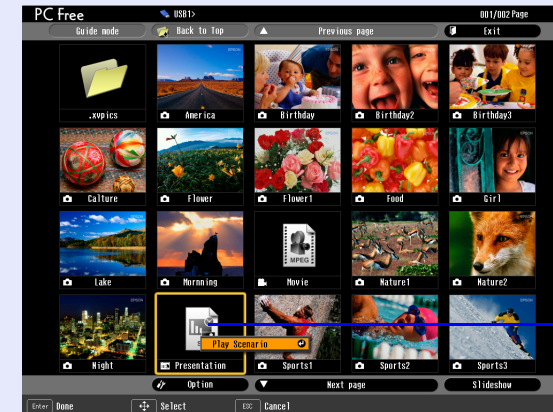 PC Free USB1> 001/002 Page
Guide mode Back to Top Previous page Exit
.xvpics America Birthday Birthday2 Birthday3
Calture Flower Flower1 Food Girl
MPEG
Lake Mornning Movie Nature1 Nature2
Play Scenario
Night Presentation Sports1 Sports2 Sports3
Option Next page Slideshow
Enter Done Select ESC Cancel